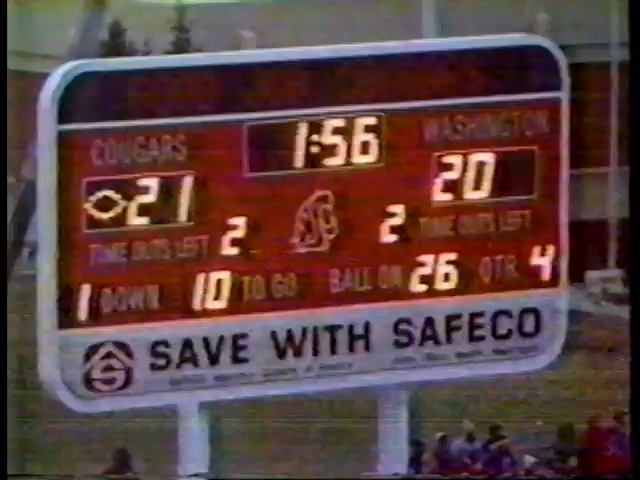 COUGARS 1:56 WASHINGTON
21 20
TIME OUTS LEFT 2 2 TIME OUTS LEFT
1 DOWN 10 TO GO BALL ON 26 QTR. 4
SAVE WITH SAFECO